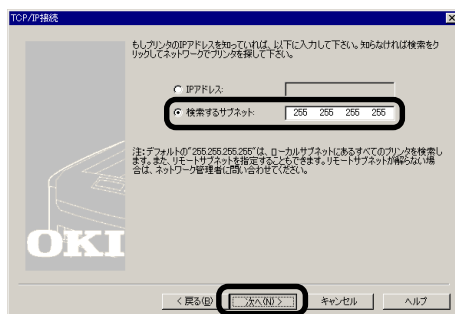 TCP/IP接続
もしプリンタのIPアドレスを知っていれば、以下に入力して下さい。知らなければ検索をク
リックしてネットワークでプリンタを探して下さい。
IPアドレス:
検索するサブネット: 255 255 255 255
注:デフォルトの"255.255.255.255"は、ローカルサブネットにあるすべてのプリンタを検索し
ます。また、リモートサブネットを指定することもできます。リモートサブネットが解らない場
合は、ネットワーク管理者に問い合わせてください。
OKI
< 戻る(B) 次へ(N) > キャンセル ヘルプ